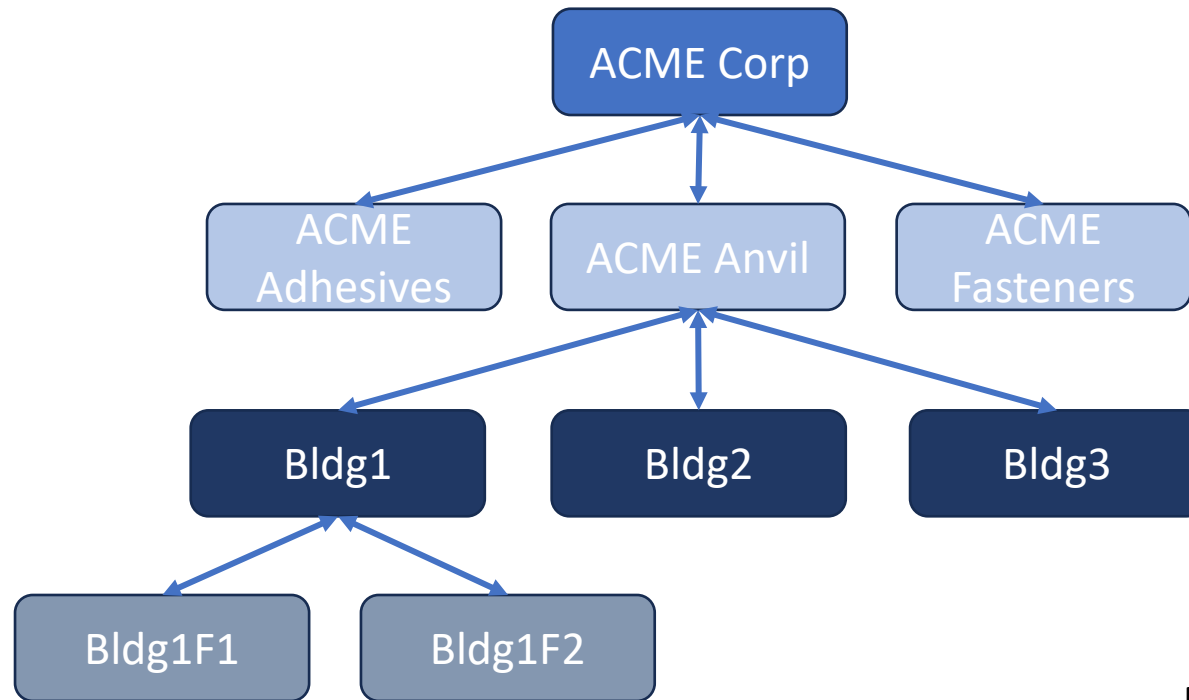 ACME Corp
ACME
Adhesives
ACME Anvil
ACME
Fasteners
Bldg1
Bldg2
Bldg3
Bldg1F1
Bldg1F2